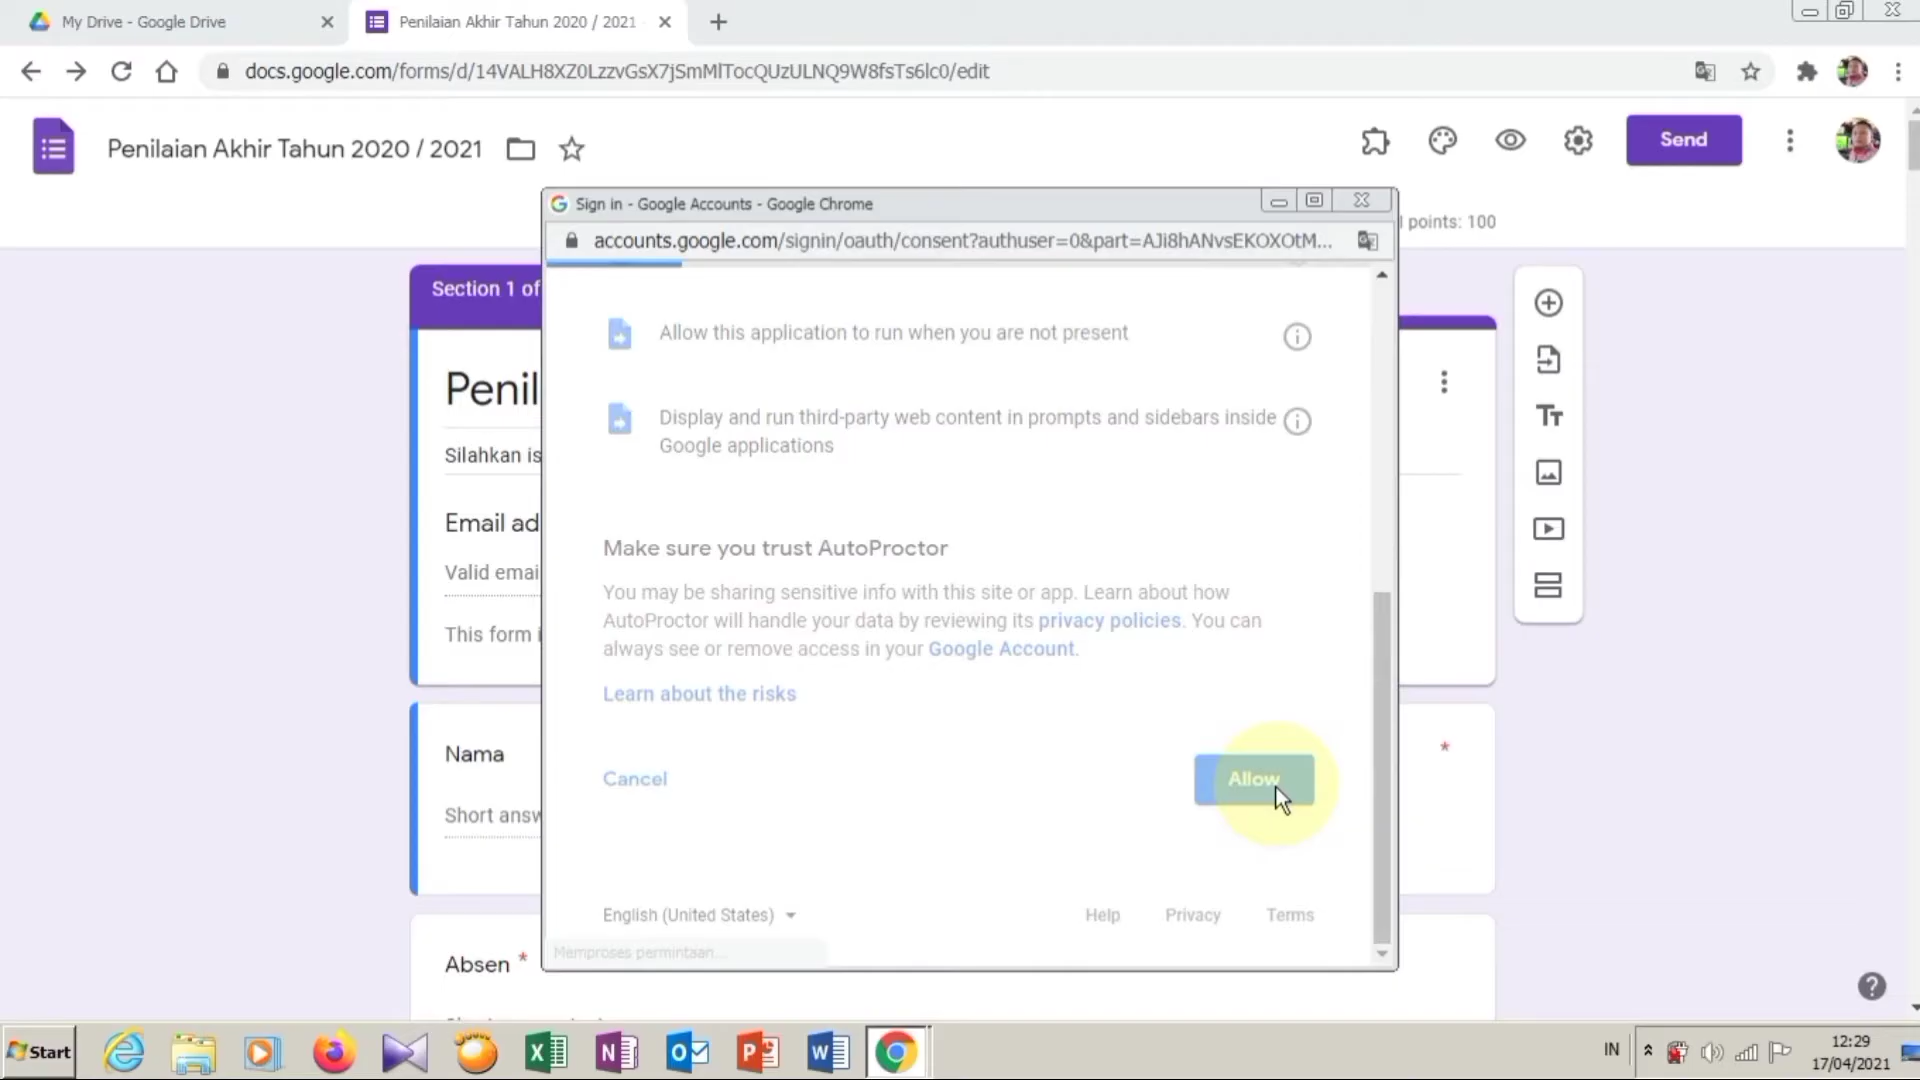 My Drive - Google Drive
Penilaian Akhir Tahun 2020 / 2021
docs.google.com/forms/d/14VALH8XZ0LzzvGsX7jSmMlTocQUzULNQ9W8fsTs6lc0/edit
Penilaian Akhir Tahun 2020 / 2021
Send
Sign in - Google Accounts - Google Chrome
accounts.google.com/signin/oauth/consent?authuser=0&part=AJi8hANvsEKOXOtM...
points: 100
Section 1 of
Allow this application to run when you are not present
Penil
Display and run third-party web content in prompts and sidebars inside
Google applications
Silahkan is
Email ad
Valid emai
This form i
Make sure you trust AutoProctor
You may be sharing sensitive info with this site or app. Learn about how
AutoProctor will handle your data by reviewing its privacy policies. You can
always see or remove access in your Google Account.
Learn about the risks
Nama
*
Short answ
Cancel
Allow
English (United States)
Help
Privacy
Terms
Memproses permintaan...
Absen *
Start
IN
12:29
17/04/2021